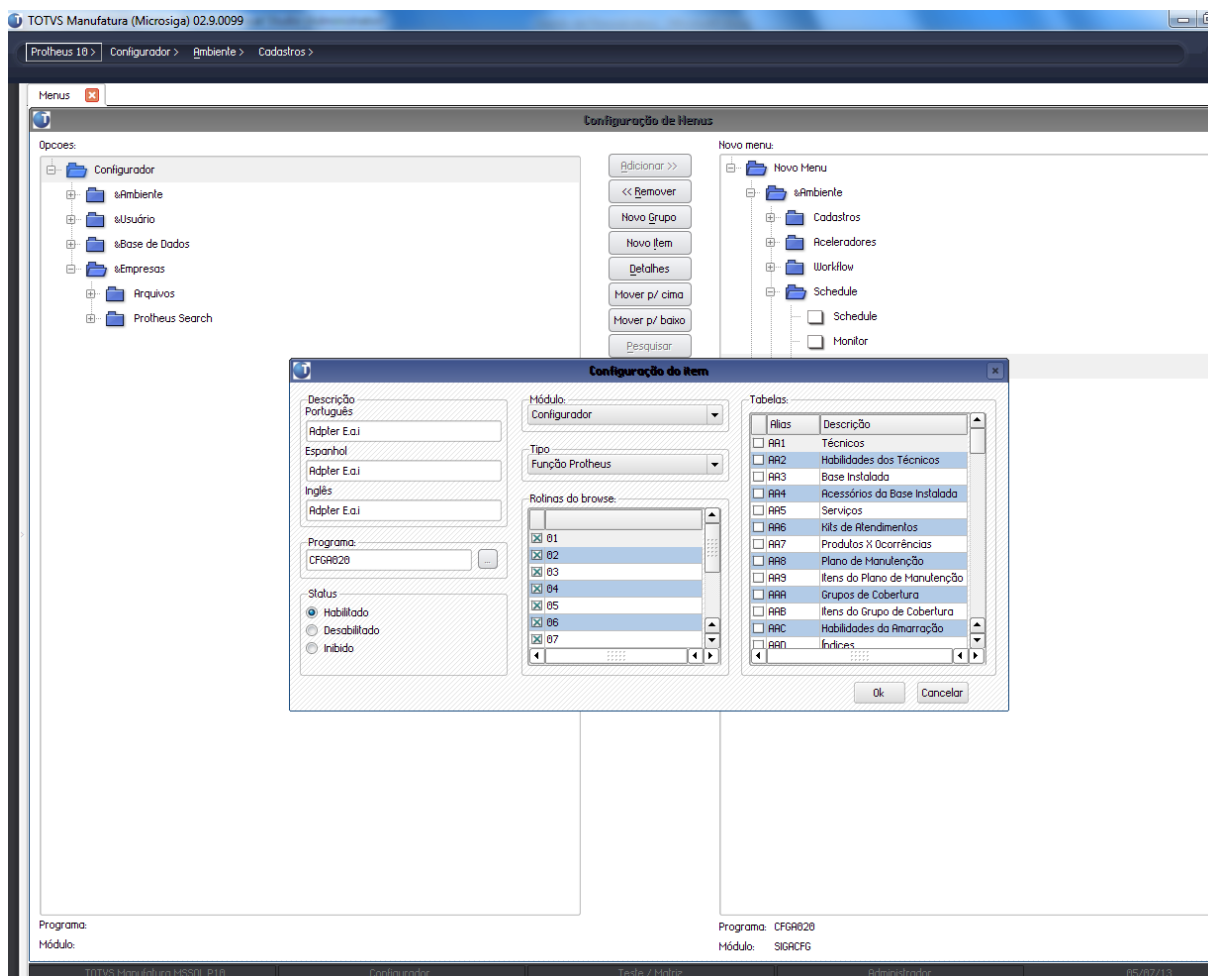 TOTVS Manufatura (Microsiga) 02.9.0099
Protheus 10 > Configurador > Ambiente > Cadastros >
Menus
Configuração de Menus
Opcoes:
Configurador
&Ambiente
&Usuário
&Base de Dados
&Empresas
Arquivos
Protheus Search
Adicionar >>
<< Remover
Novo Grupo
Novo Item
Detalhes
Mover p/ cima
Mover p/ baixo
Pesquisar
Novo menu:
Novo Menu
&Ambiente
Cadastros
Aceleradores
Workflow
Schedule
Schedule
Monitor
Configuração do item
Descrição
Português
Adpter E.a.i
Espanhol
Adpter E.a.i
Inglês
Adpter E.a.i
Programa:
CFGA020
...
Status
Habilitado
Desabilitado
Inibido
Módulo:
Configurador
Tipo
Função Protheus
Rotinas do browse:
01
02
03
04
05
06
07
Tabelas:
Alias Descrição
AA1 Técnicos
AA2 Habilidades dos Técnicos
AA3 Base Instalada
AA4 Acessórios da Base Instalada
AA5 Serviços
AA6 Kits de Atendimentos
AA7 Produtos X Ocorrências
AA8 Plano de Manutenção
AA9 Itens do Plano de Manutenção
AAA Grupos de Cobertura
AAB Itens do Grupo de Cobertura
AAC Habilidades da Amarração
AAD Índices
Ok Cancelar
Programa:
Módulo:
Programa: CFGA020
Módulo: SIGACFG
TOTVS Manufatura MSSQL P10 Configurador Teste / Matriz Administrador 05/07/13